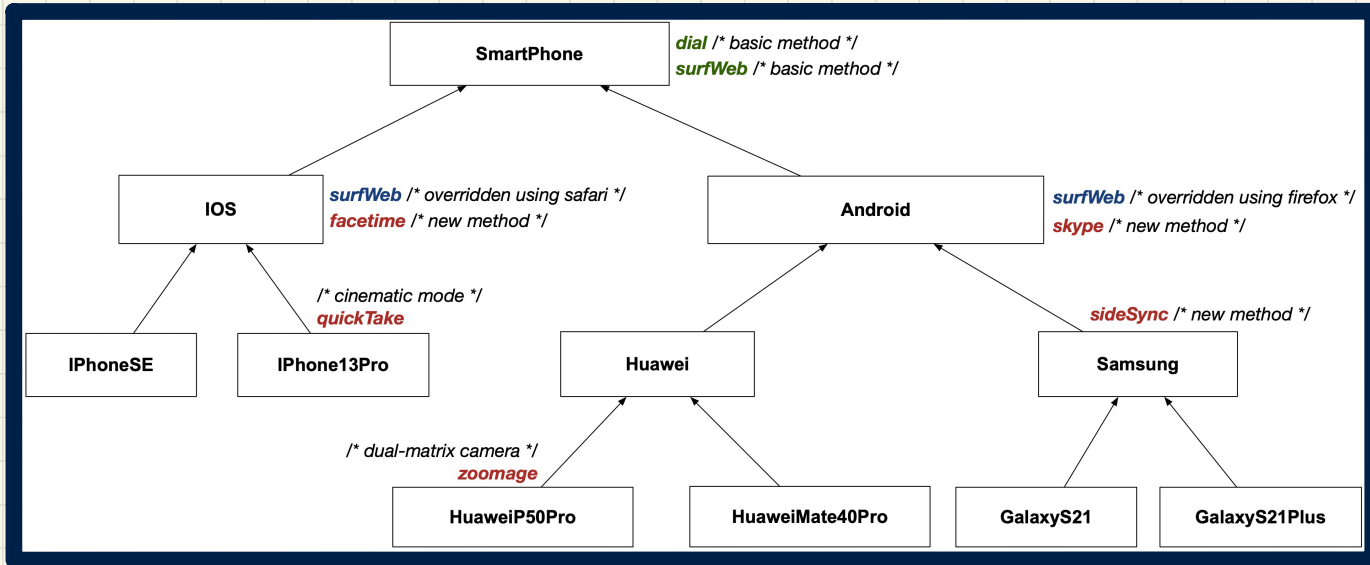 SmartPhone
dial /* basic method */
surfWeb /* basic method */
IOS
surfWeb /* overridden using safari */
facetime /* new method */
Android
surfWeb /* overridden using firefox */
skype /* new method */
/* cinematic mode */
quickTake
sideSync /* new method */
IPhoneSE
IPhone13Pro
Huawei
Samsung
/* dual-matrix camera */
zoomage
HuaweiP50Pro
HuaweiMate40Pro
GalaxyS21
GalaxyS21Plus